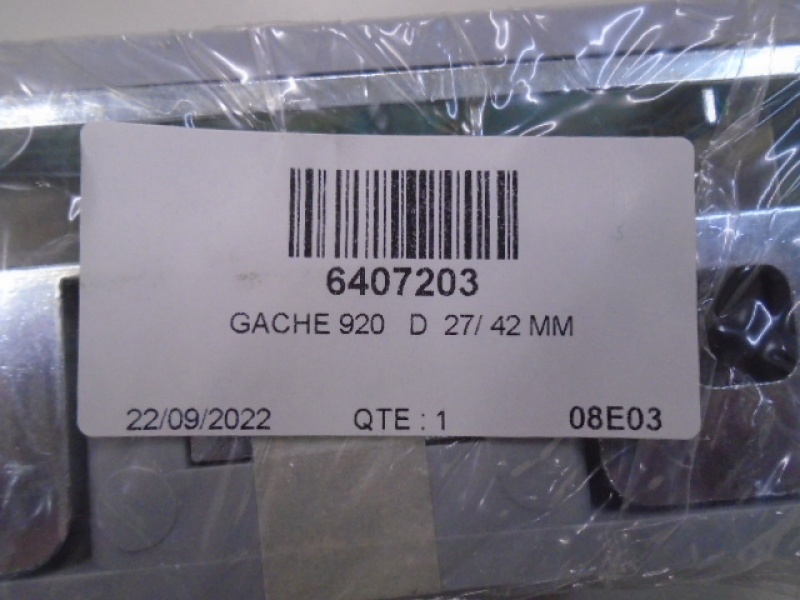 6407203
GACHE 920 D 27/ 42 MM
22/09/2022 QTE : 1 08E03